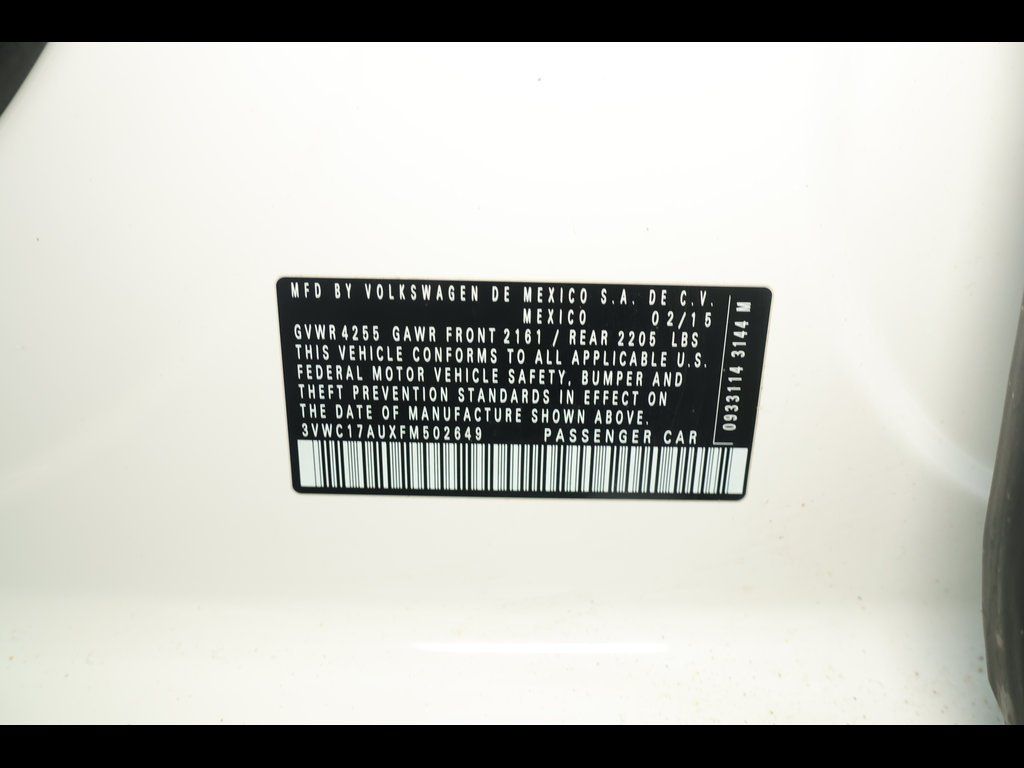 MFD BY VOLKSWAGEN DE MEXICO S.A. DE C.V.
MEXICO 02/15
GVWR 4255 GAWR FRONT 2161 / REAR 2205 LBS
THIS VEHICLE CONFORMS TO ALL APPLICABLE U.S.
FEDERAL MOTOR VEHICLE SAFETY, BUMPER AND
THEFT PREVENTION STANDARDS IN EFFECT ON
THE DATE OF MANUFACTURE SHOWN ABOVE.
3VWC17AUXFM502649 PASSENGER CAR
0933114 3144 M